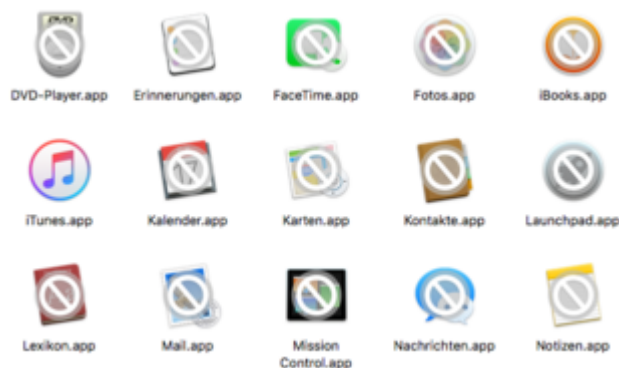 DVD-Player.app
Erinnerungen.app
FaceTime.app
Fotos.app
iBooks.app
iTunes.app
Kalender.app
Karten.app
Kontakte.app
Launchpad.app
Lexikon.app
Mail.app
Mission
Control.app
Nachrichten.app
Notizen.app